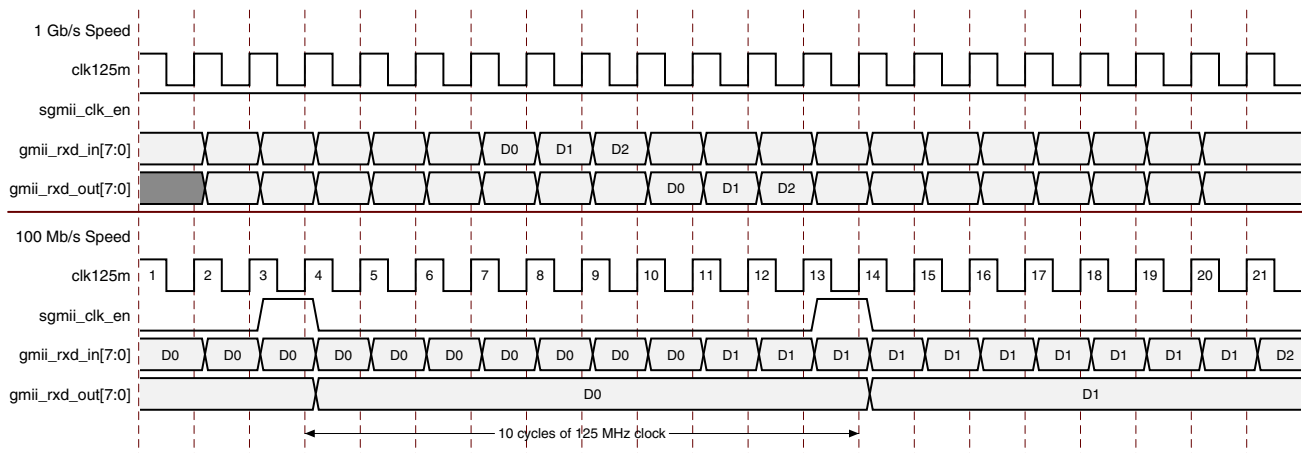 1 Gb/s Speed
clk125m
sgmii_clk_en
gmii_rxd_in[7:0] D0 D1 D2
gmii_rxd_out[7:0] D0 D1 D2
100 Mb/s Speed
clk125m 1 2 3 4 5 6 7 8 9 10 11 12 13 14 15 16 17 18 19 20 21
sgmii_clk_en
gmii_rxd_in[7:0] D0 D0 D0 D0 D0 D0 D0 D0 D0 D0 D1 D1 D1 D1 D1 D1 D1 D1 D1 D1 D2
gmii_rxd_out[7:0] D0 D1
10 cycles of 125 MHz clock